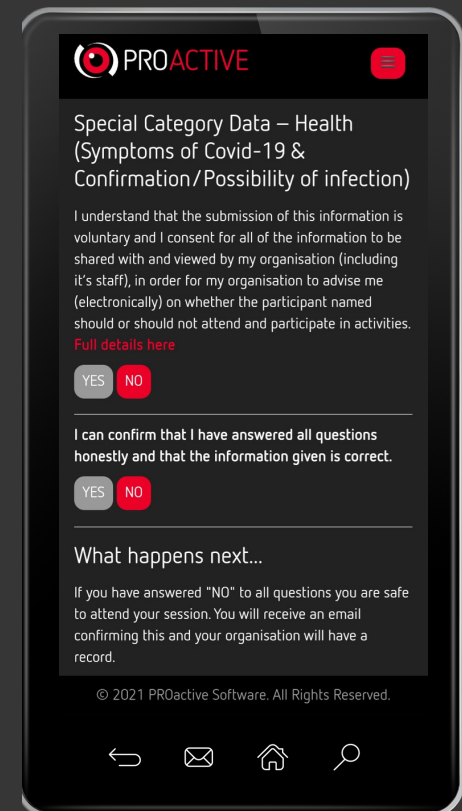 PROACTIVE
Special Category Data – Health
(Symptoms of Covid-19 &
Confirmation/Possibility of infection)
I understand that the submission of this information is
voluntary and I consent for all of the information to be
shared with and viewed by my organisation (including
it's staff), in order for my organisation to advise me
(electronically) on whether the participant named
should or should not attend and participate in activities.
Full details here
YES NO
I can confirm that I have answered all questions
honestly and that the information given is correct.
YES NO
What happens next...
If you have answered "NO" to all questions you are safe
to attend your session. You will receive an email
confirming this and your organisation will have a
record.
© 2021 PROactive Software. All Rights Reserved.